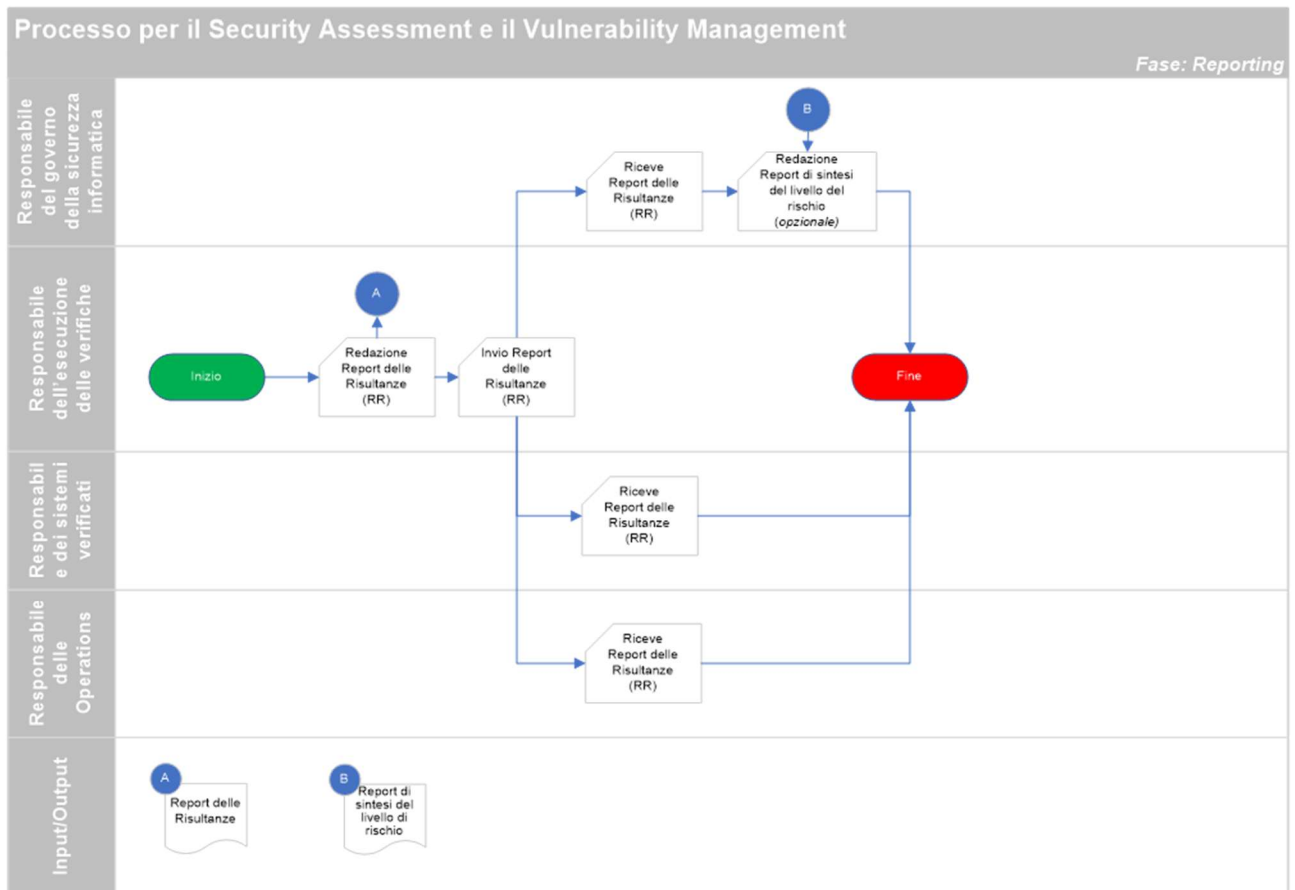 Processo per il Security Assessment e il Vulnerability Management
Fase: Reporting
Responsabile
del governo
della sicurezza
informatica
B
Riceve
Report delle
Risultanze
(RR)
Redazione
Report di sintesi
del livello del
rischio
(opzionale)
Responsabile
dell'esecuzione
delle verifiche
A
Inizio
Redazione
Report delle
Risultanze
(RR)
Invio Report
delle
Risultanze
(RR)
Fine
Responsabil
e dei sistemi
verificati
Riceve
Report delle
Risultanze
(RR)
Responsabile
delle
Operations
Riceve
Report delle
Risultanze
(RR)
Input/Output
A
Report delle
Risultanze
B
Report di
sintesi del
livello di
rischio